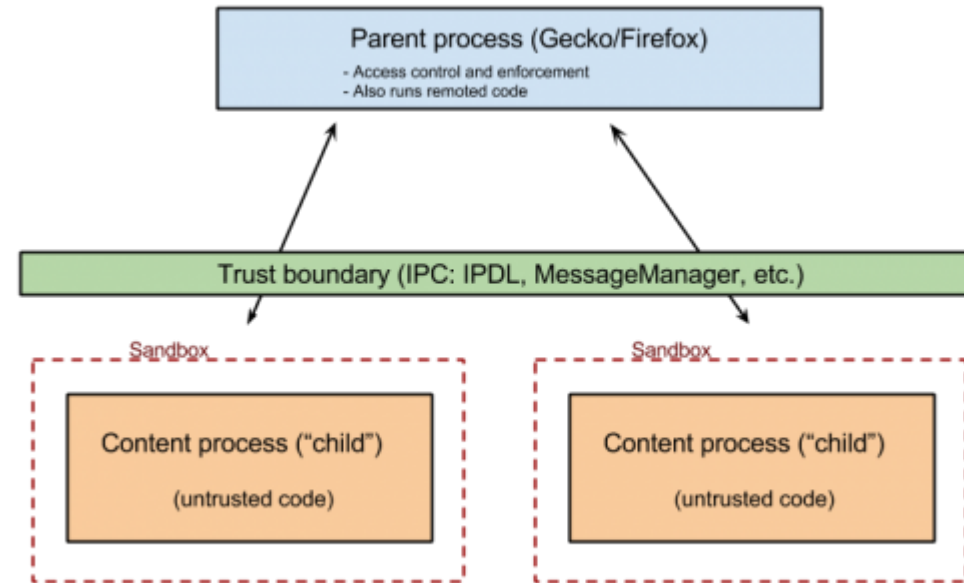 Parent process (Gecko/Firefox)
- Access control and enforcement
- Also runs remoted code
Trust boundary (IPC: IPDL, MessageManager, etc.)
Sandbox
Content process (“child”)
(untrusted code)
Sandbox
Content process (“child”)
(untrusted code)